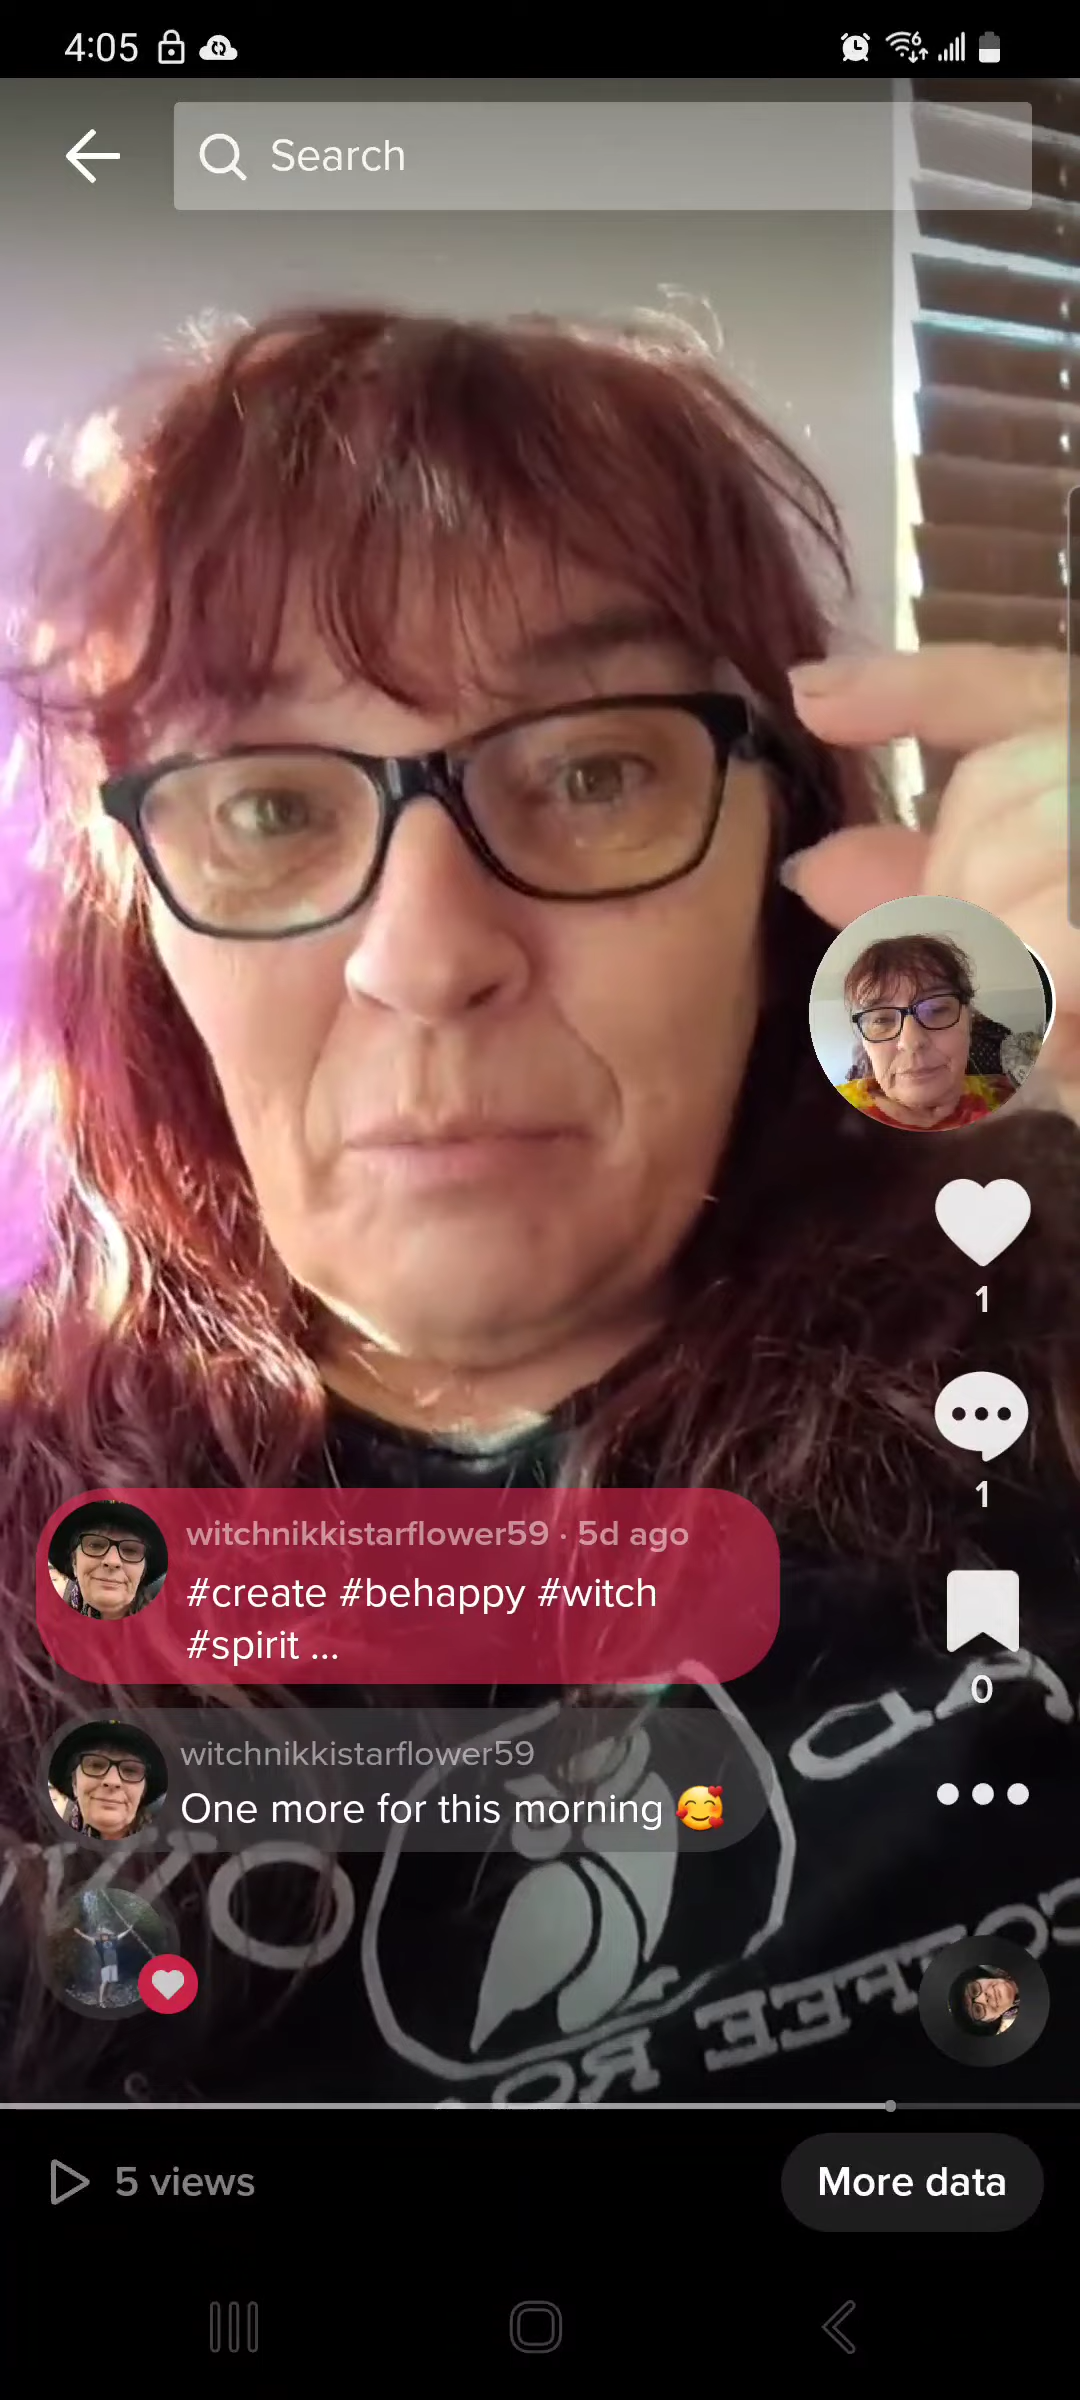 4:05
6
Search
1
1
witchnikkistarflower59 · 5d ago
#create #behappy #witch
#spirit ...
0
witchnikkistarflower59
One more for this morning 🥰
5 views
More data